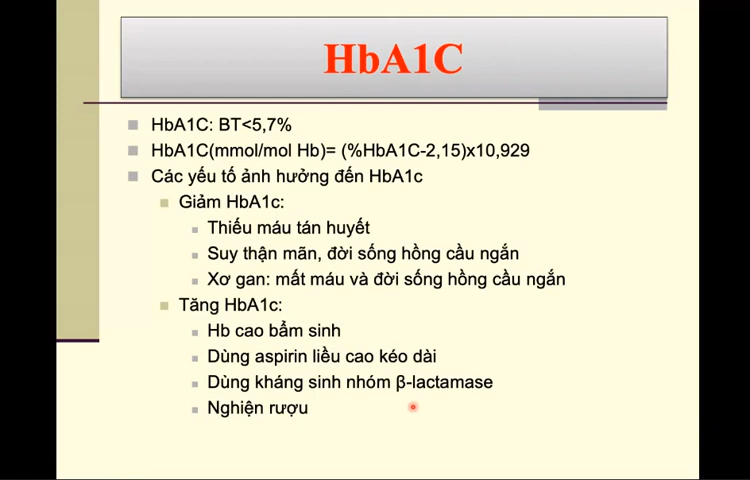 HbA1C
HbA1C: BT<5,7%
HbA1C(mmol/mol Hb)= (%HbA1C-2,15)x10,929
Các yếu tố ảnh hưởng đến HbA1c
Giảm HbA1c:
Thiếu máu tán huyết
Suy thận mãn, đời sống hồng cầu ngắn
Xơ gan: mất máu và đời sống hồng cầu ngắn
Tăng HbA1c:
Hb cao bẩm sinh
Dùng aspirin liều cao kéo dài
Dùng kháng sinh nhóm β-lactamase
Nghiện rượu